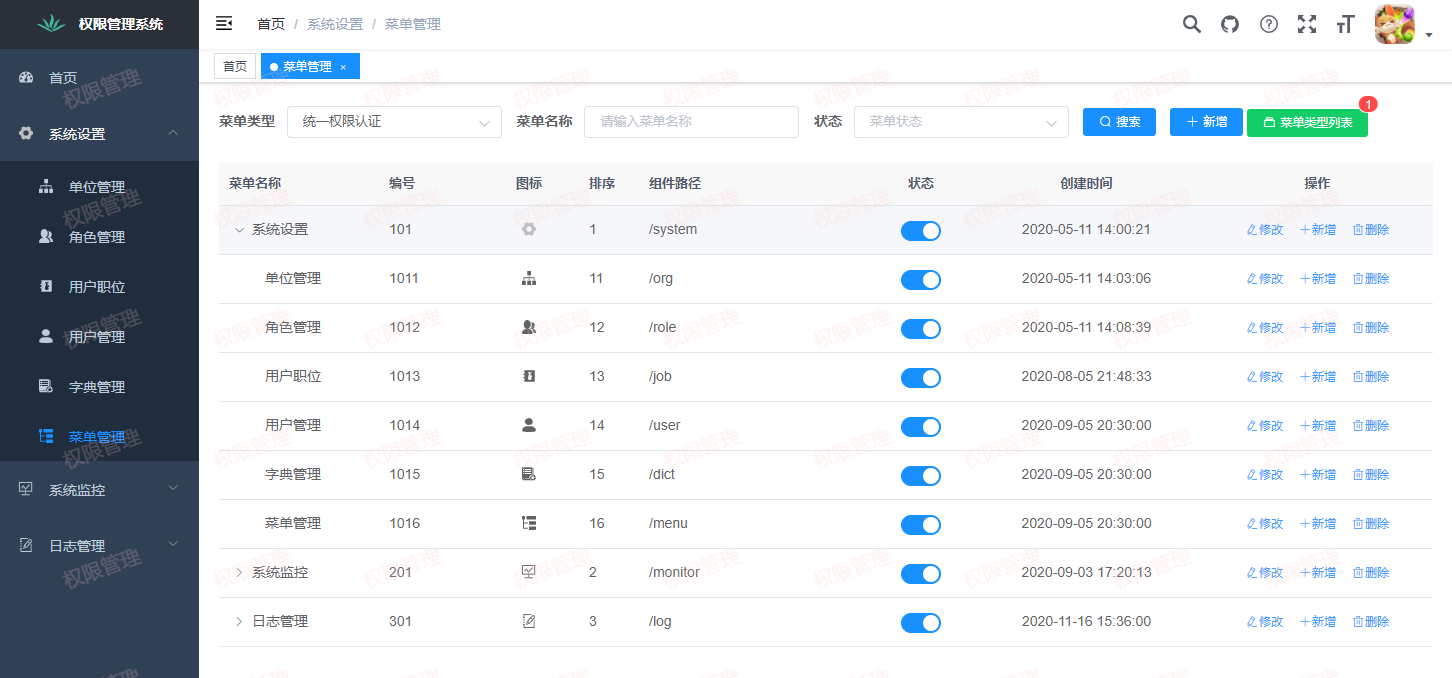 权限管理系统
首页
系统设置
单位管理
角色管理
用户职位
用户管理
字典管理
菜单管理
系统监控
日志管理
首页 / 系统设置 / 菜单管理
首页 菜单管理 ×
菜单类型 统一权限认证 菜单名称 请输入菜单名称 状态 菜单状态 搜索 新增 菜单类型列表 1
菜单名称 编号 图标 排序 组件路径 状态 创建时间 操作
系统设置 101 1 /system 2020-05-11 14:00:21 修改 新增 删除
单位管理 1011 11 /org 2020-05-11 14:03:06 修改 新增 删除
角色管理 1012 12 /role 2020-05-11 14:08:39 修改 新增 删除
用户职位 1013 13 /job 2020-08-05 21:48:33 修改 新增 删除
用户管理 1014 14 /user 2020-09-05 20:30:00 修改 新增 删除
字典管理 1015 15 /dict 2020-09-05 20:30:00 修改 新增 删除
菜单管理 1016 16 /menu 2020-09-05 20:30:00 修改 新增 删除
系统监控 201 2 /monitor 2020-09-03 17:20:13 修改 新增 删除
日志管理 301 3 /log 2020-11-16 15:36:00 修改 新增 删除
权限管理